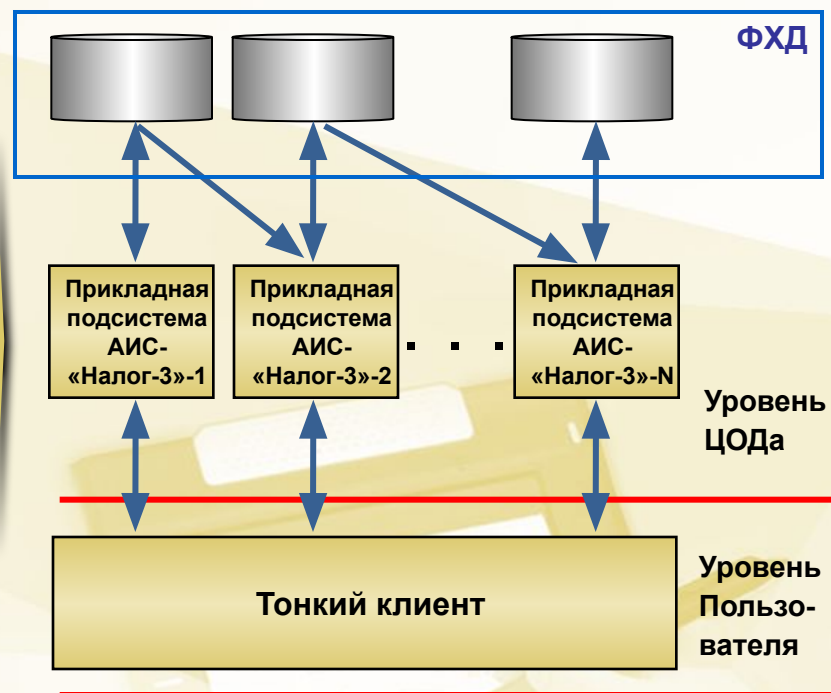 ФХД
Прикладная
подсистема
АИС-
«Налог-3»-1
Прикладная
подсистема
АИС-
«Налог-3»-2
. . .
Прикладная
подсистема
АИС-
«Налог-3»-N
Уровень
ЦОДа
Тонкий клиент
Уровень
Пользо-
вателя